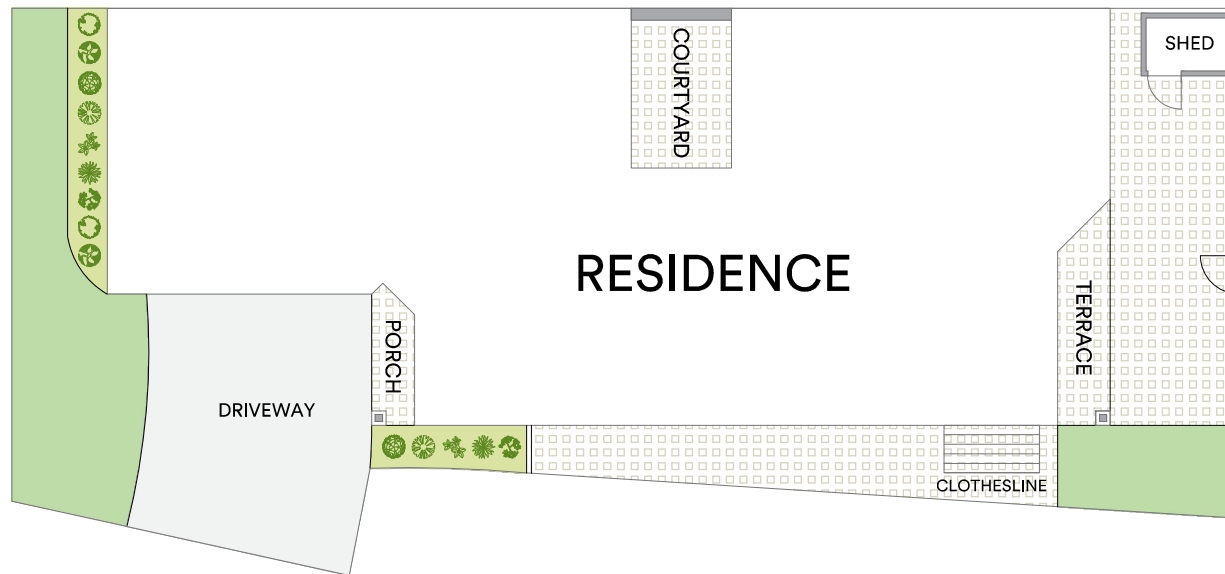 COURTYARD
SHED
RESIDENCE
TERRACE
PORCH
DRIVEWAY
CLOTHESLINE